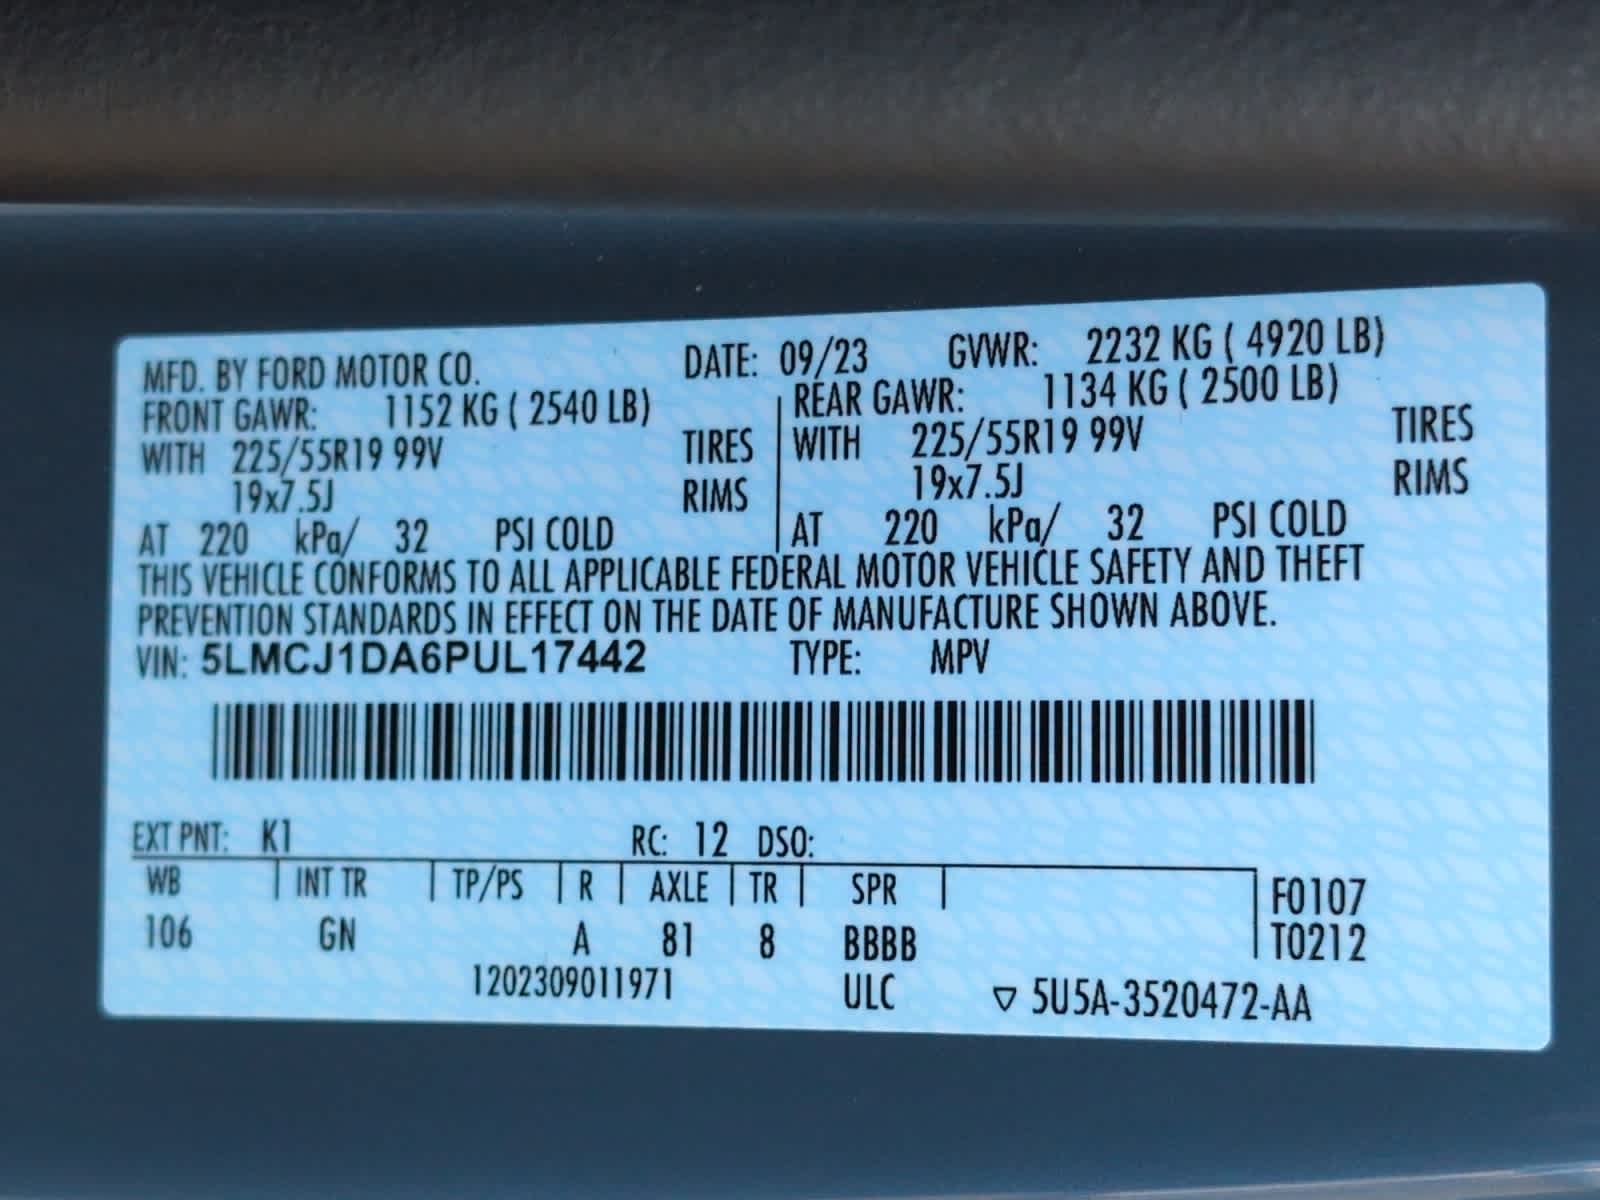 MFD. BY FORD MOTOR CO. DATE: 09/23 GVWR: 2232 KG ( 4920 LB)
FRONT GAWR: 1152 KG ( 2540 LB) REAR GAWR: 1134 KG ( 2500 LB)
WITH 225/55R19 99V TIRES WITH 225/55R19 99V TIRES
19x7.5J RIMS 19x7.5J RIMS
AT 220 kPa/ 32 PSI COLD AT 220 kPa/ 32 PSI COLD
THIS VEHICLE CONFORMS TO ALL APPLICABLE FEDERAL MOTOR VEHICLE SAFETY AND THEFT
PREVENTION STANDARDS IN EFFECT ON THE DATE OF MANUFACTURE SHOWN ABOVE.
VIN: 5LMCJ1DA6PUL17442 TYPE: MPV
EXT PNT: K1 RC: 12 DSO:
WB INT TR TP/PS R AXLE TR SPR F0107
106 GN A 81 8 BBBB T0212
1202309011971 ULC ▽ 5U5A-3520472-AA